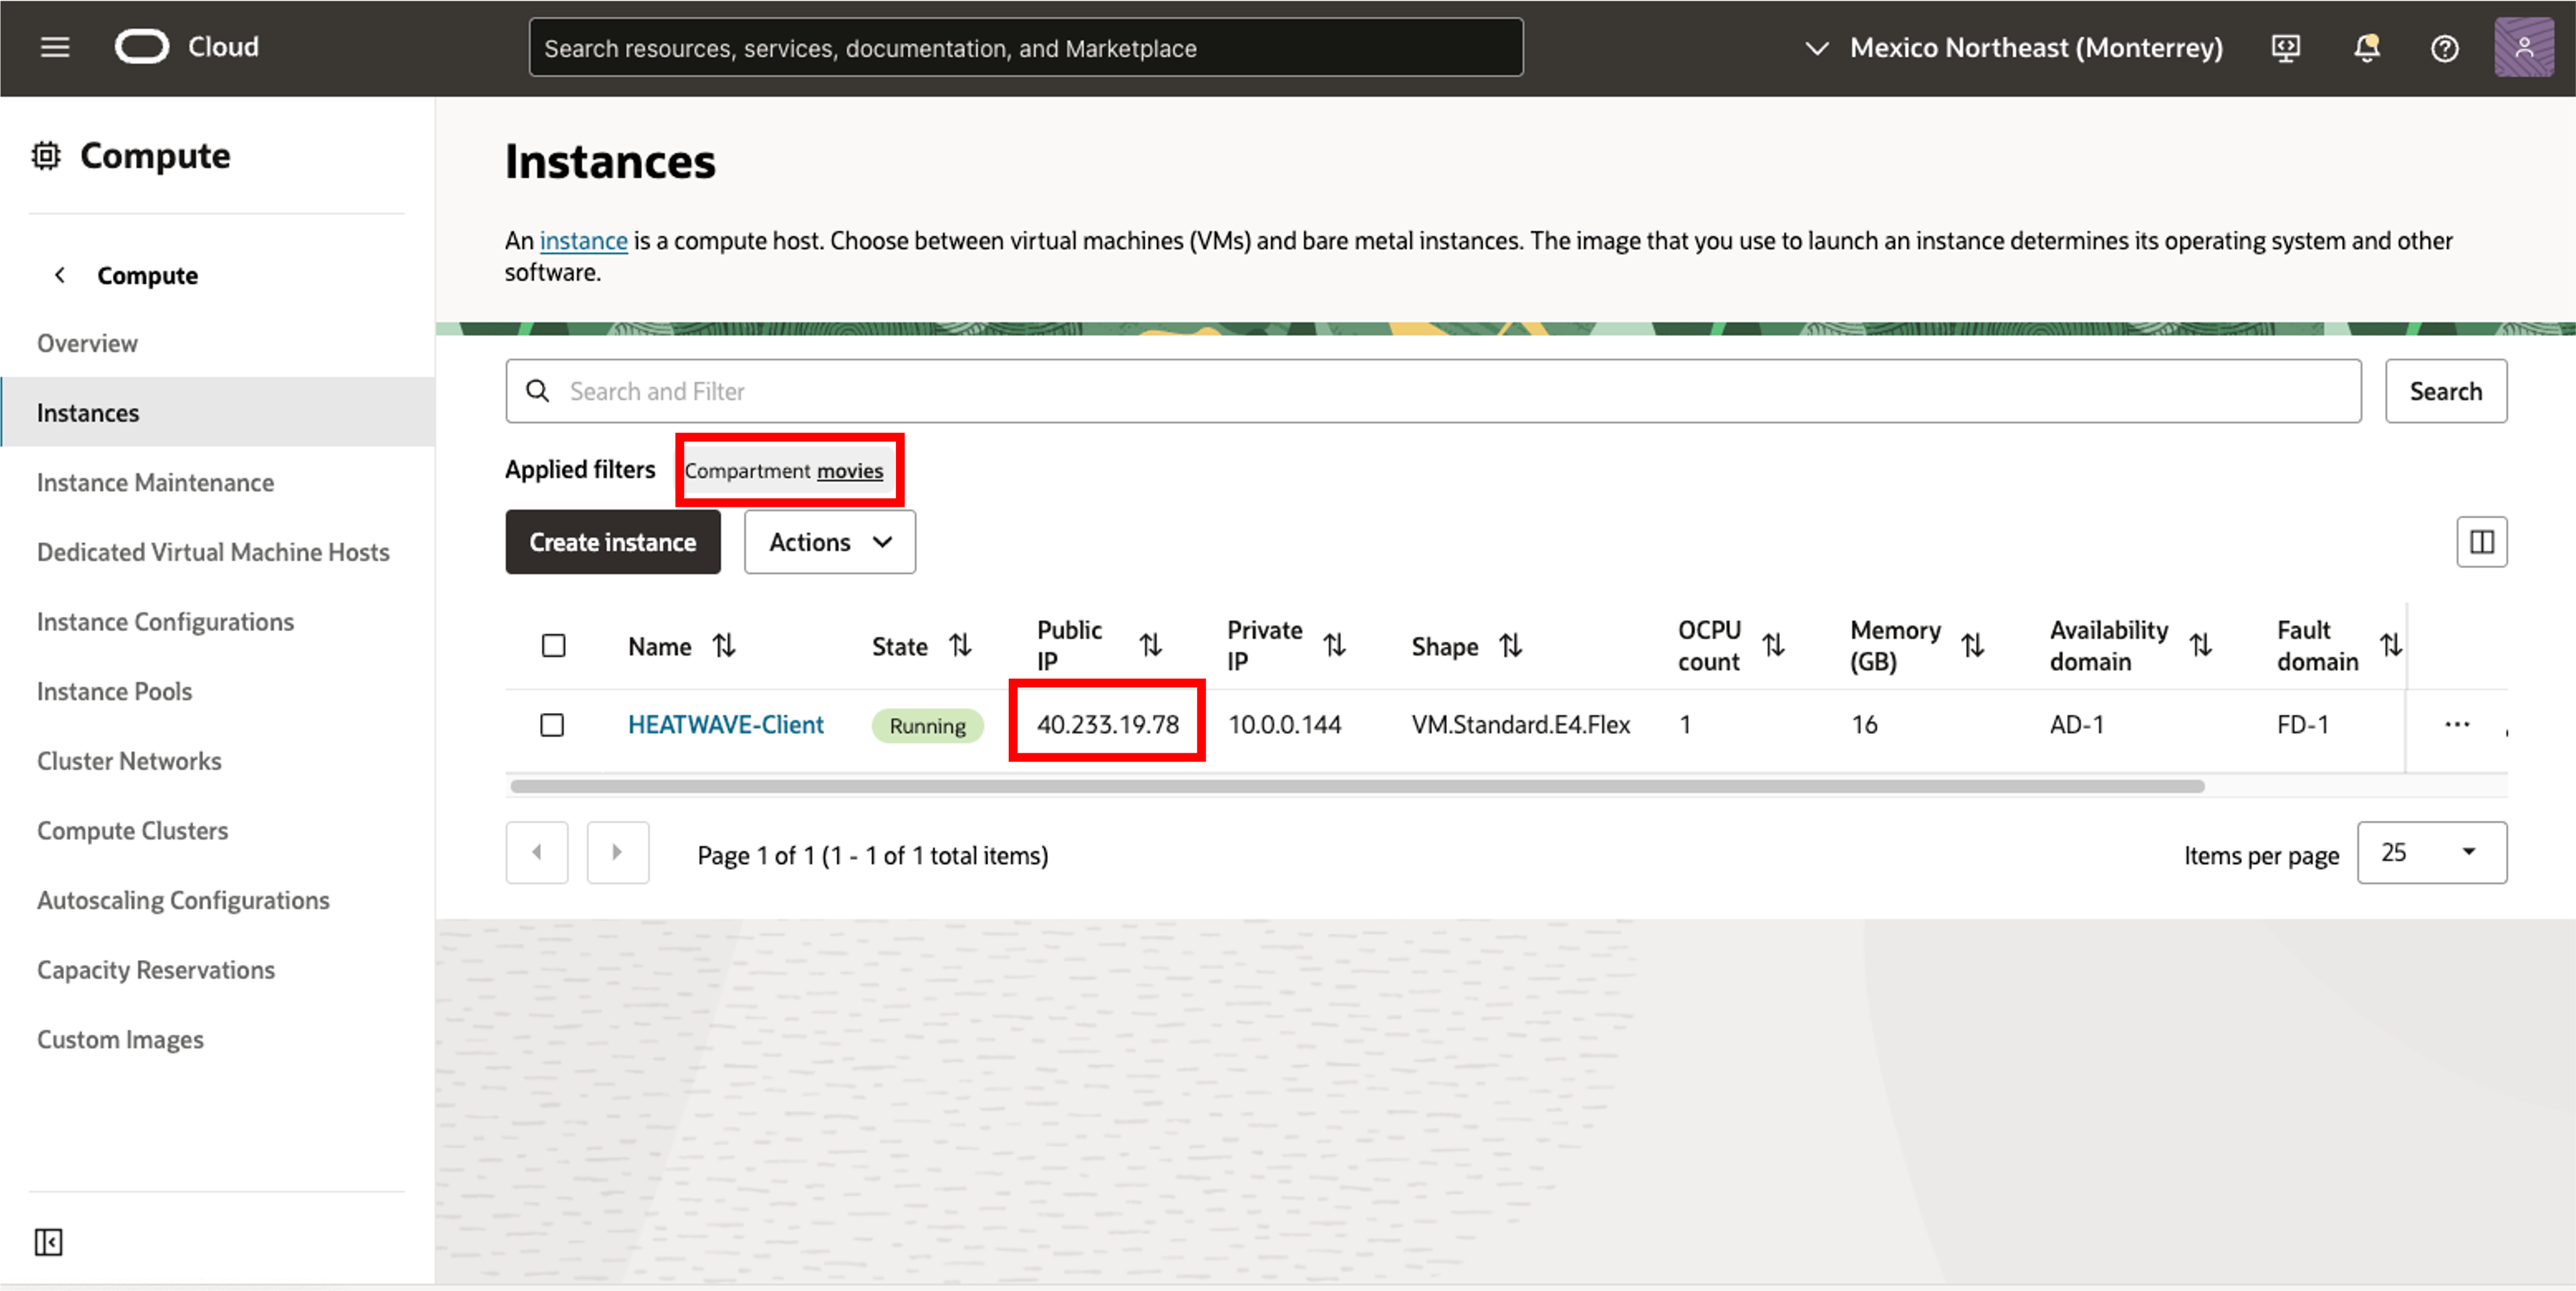 Cloud
Search resources, services, documentation, and Marketplace
Mexico Northeast (Monterrey)
Compute
Compute
Overview
Instances
Instance Maintenance
Dedicated Virtual Machine Hosts
Instance Configurations
Instance Pools
Cluster Networks
Compute Clusters
Autoscaling Configurations
Capacity Reservations
Custom Images
Instances
An instance is a compute host. Choose between virtual machines (VMs) and bare metal instances. The image that you use to launch an instance determines its operating system and other
software.
Search and Filter
Search
Applied filters Compartment movies
Create instance Actions
Name State Public IP Private IP Shape OCPU count Memory (GB) Availability domain Fault domain
HEATWAVE-Client Running 40.233.19.78 10.0.0.144 VM.Standard.E4.Flex 1 16 AD-1 FD-1
Page 1 of 1 (1 - 1 of 1 total items) Items per page 25